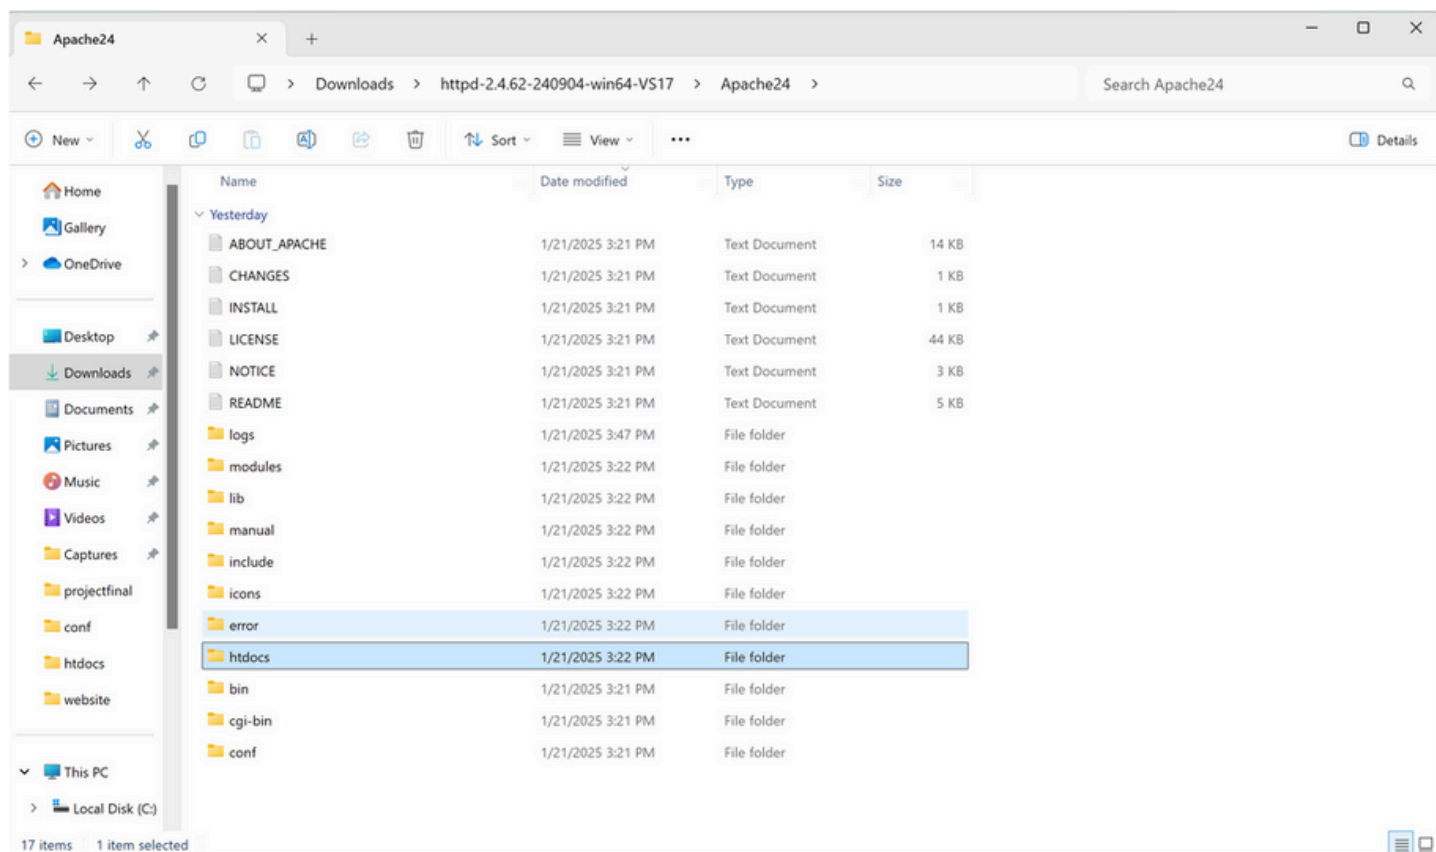 Apache24
Downloads > httpd-2.4.62-240904-win64-VS17 > Apache24 >
Search Apache24
New
Sort
View
Details
Home
Gallery
OneDrive
Desktop
Downloads
Documents
Pictures
Music
Videos
Captures
projectfinal
conf
htdocs
website
This PC
Local Disk (C:)
Name Date modified Type Size
Yesterday
ABOUT_APACHE 1/21/2025 3:21 PM Text Document 14 KB
CHANGES 1/21/2025 3:21 PM Text Document 1 KB
INSTALL 1/21/2025 3:21 PM Text Document 1 KB
LICENSE 1/21/2025 3:21 PM Text Document 44 KB
NOTICE 1/21/2025 3:21 PM Text Document 3 KB
README 1/21/2025 3:21 PM Text Document 5 KB
logs 1/21/2025 3:47 PM File folder
modules 1/21/2025 3:22 PM File folder
lib 1/21/2025 3:22 PM File folder
manual 1/21/2025 3:22 PM File folder
include 1/21/2025 3:22 PM File folder
icons 1/21/2025 3:22 PM File folder
error 1/21/2025 3:22 PM File folder
htdocs 1/21/2025 3:22 PM File folder
bin 1/21/2025 3:21 PM File folder
cgi-bin 1/21/2025 3:21 PM File folder
conf 1/21/2025 3:21 PM File folder
17 items 1 item selected